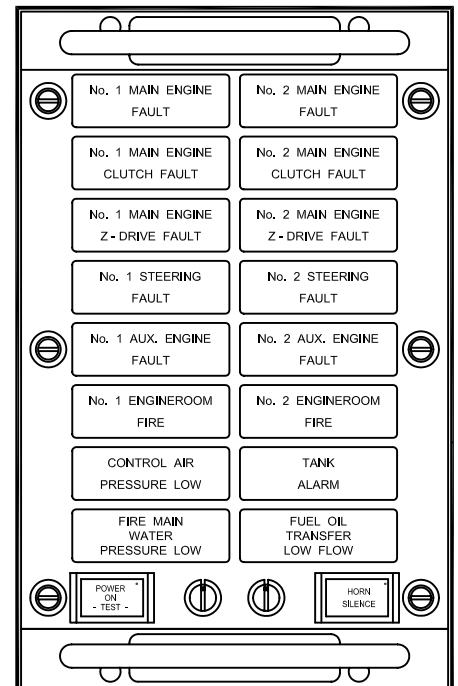 No. 1 MAIN ENGINE
FAULT
No. 2 MAIN ENGINE
FAULT
No. 1 MAIN ENGINE
CLUTCH FAULT
No. 2 MAIN ENGINE
CLUTCH FAULT
No. 1 MAIN ENGINE
Z - DRIVE FAULT
No. 2 MAIN ENGINE
Z - DRIVE FAULT
No. 1 STEERING
FAULT
No. 2 STEERING
FAULT
No. 1 AUX. ENGINE
FAULT
No. 2 AUX. ENGINE
FAULT
No. 1 ENGINEROOM
FIRE
No. 2 ENGINEROOM
FIRE
CONTROL AIR
PRESSURE LOW
TANK
ALARM
FIRE MAIN
WATER
PRESSURE LOW
FUEL OIL
TRANSFER
LOW FLOW
POWER
ON
- TEST -
HORN
SILENCE